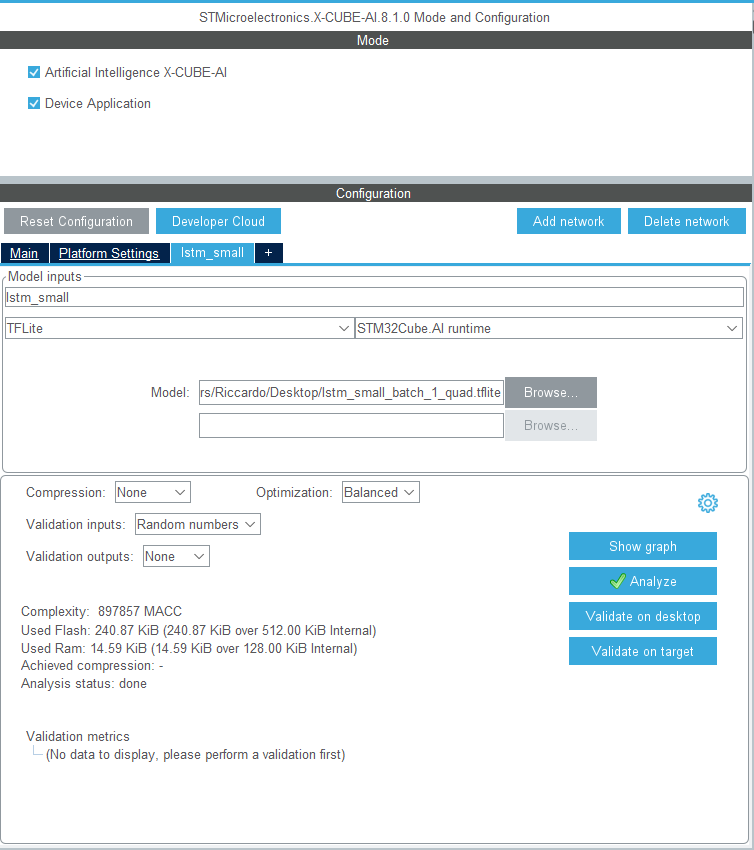 STMicroelectronics.X-CUBE-AI.8.1.0 Mode and Configuration
Mode
Artificial Intelligence X-CUBE-AI
Device Application
Configuration
Reset Configuration Developer Cloud Add network Delete network
Main Platform Settings lstm_small +
Model inputs
lstm_small
TFLite STM32Cube.AI runtime
Model: rs/Riccardo/Desktop/lstm_small_batch_1_quad.tflite Browse...
Browse...
Compression: None Optimization: Balanced
Validation inputs: Random numbers
Validation outputs: None
Show graph
Analyze
Validate on desktop
Validate on target
Complexity: 897857 MACC
Used Flash: 240.87 KiB (240.87 KiB over 512.00 KiB Internal)
Used Ram: 14.59 KiB (14.59 KiB over 128.00 KiB Internal)
Achieved compression: -
Analysis status: done
Validation metrics
(No data to display, please perform a validation first)